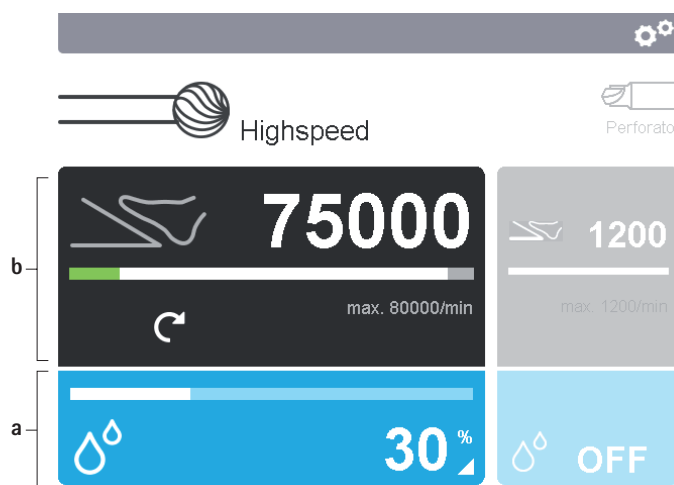 Highspeed
Perforato
b
75000
1200
max. 80000/min
max. 1200/min
a
30 %
OFF